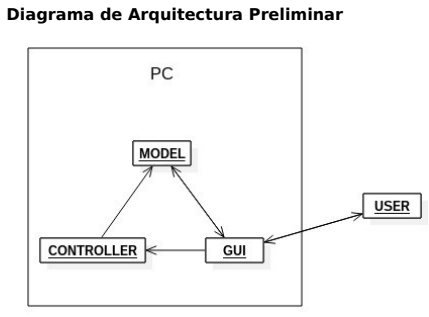 Diagrama de Arquitectura Preliminar
PC
MODEL
USER
CONTROLLER
GUI